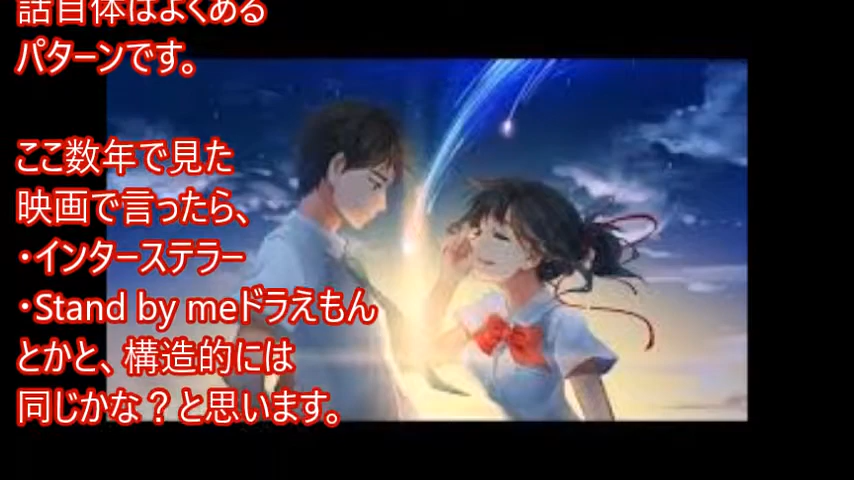 話自体はよくある
パターンです。
ここ数年で見た
映画で言ったら、
・インターステラー
・Stand by meドラえもん
とかと、構造的には
同じかな？と思います。